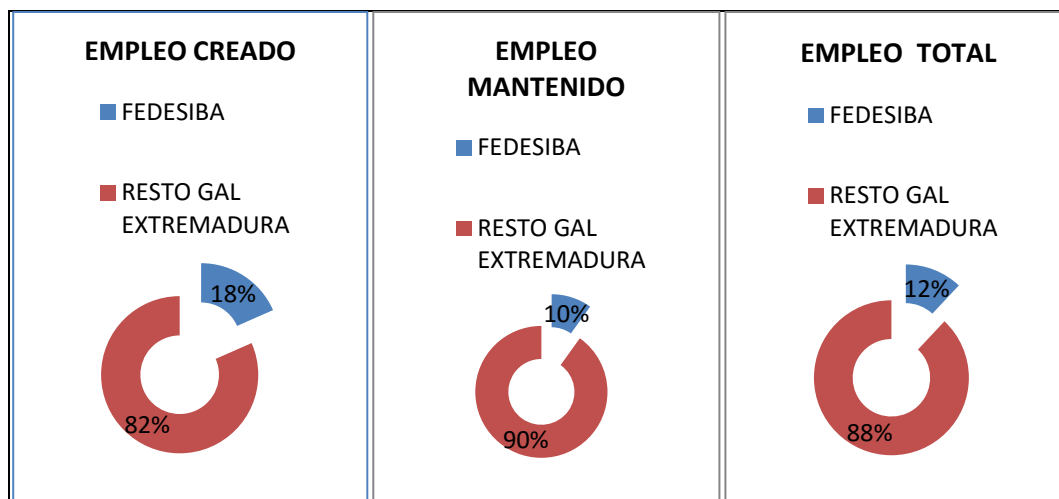 EMPLEO CREADO
FEDESIBA
RESTO GAL
EXTREMADURA
18%
82%
EMPLEO
MANTENIDO
FEDESIBA
RESTO GAL
EXTREMADURA
10%
90%
EMPLEO TOTAL
FEDESIBA
RESTO GAL
EXTREMADURA
12%
88%